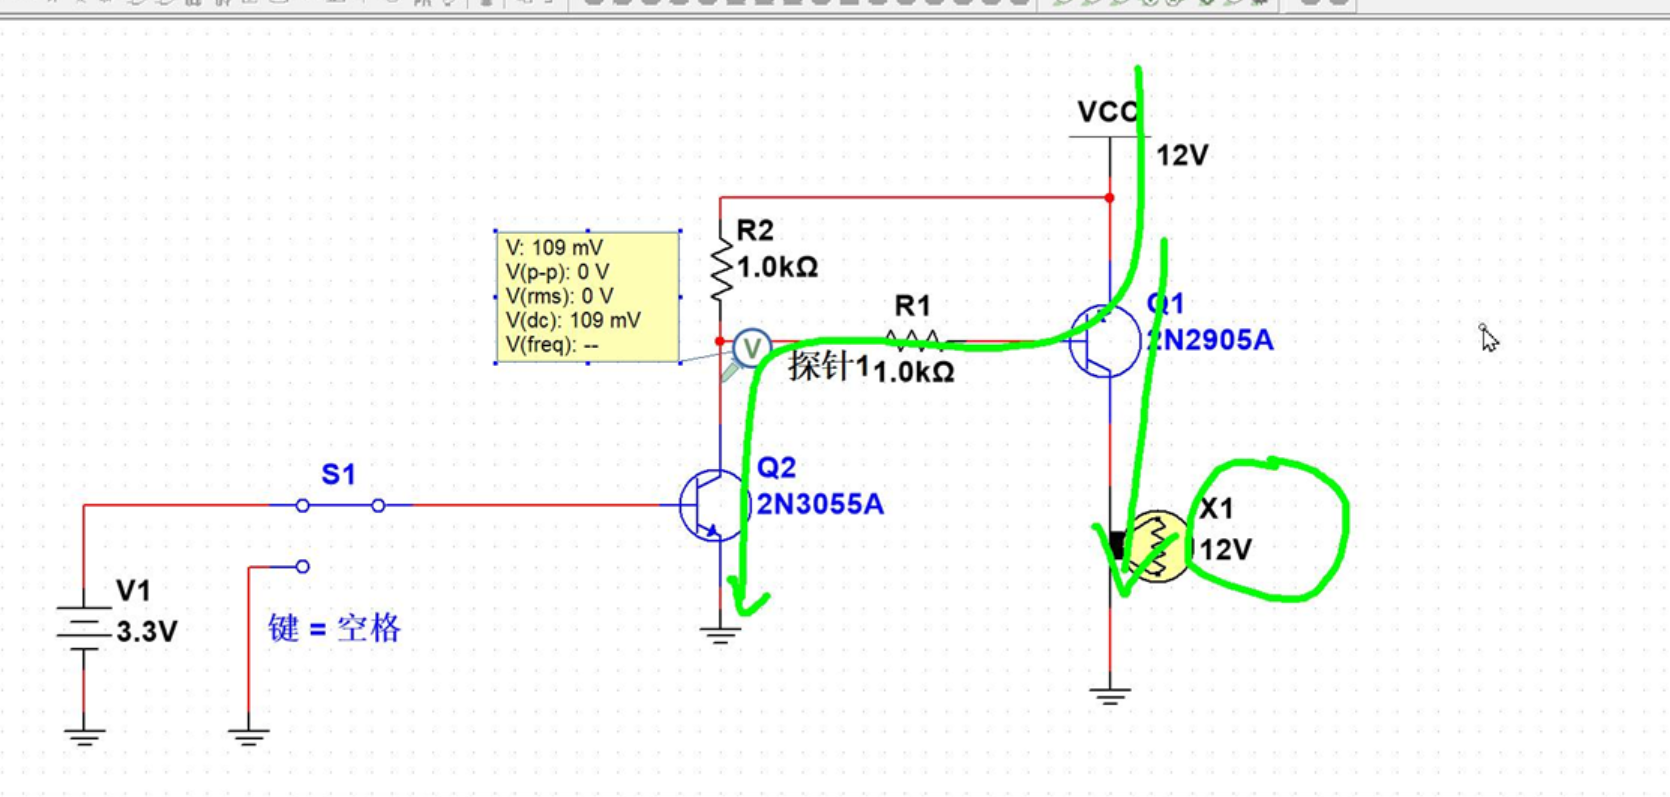 VCC
12V
R2
1.0kΩ
V: 109 mV
V(p-p): 0 V
V(rms): 0 V
V(dc): 109 mV
V(freq): --
V
探针1
R1
1.0kΩ
Q1
2N2905A
S1
Q2
2N3055A
X1
12V
V1
3.3V
键 = 空格